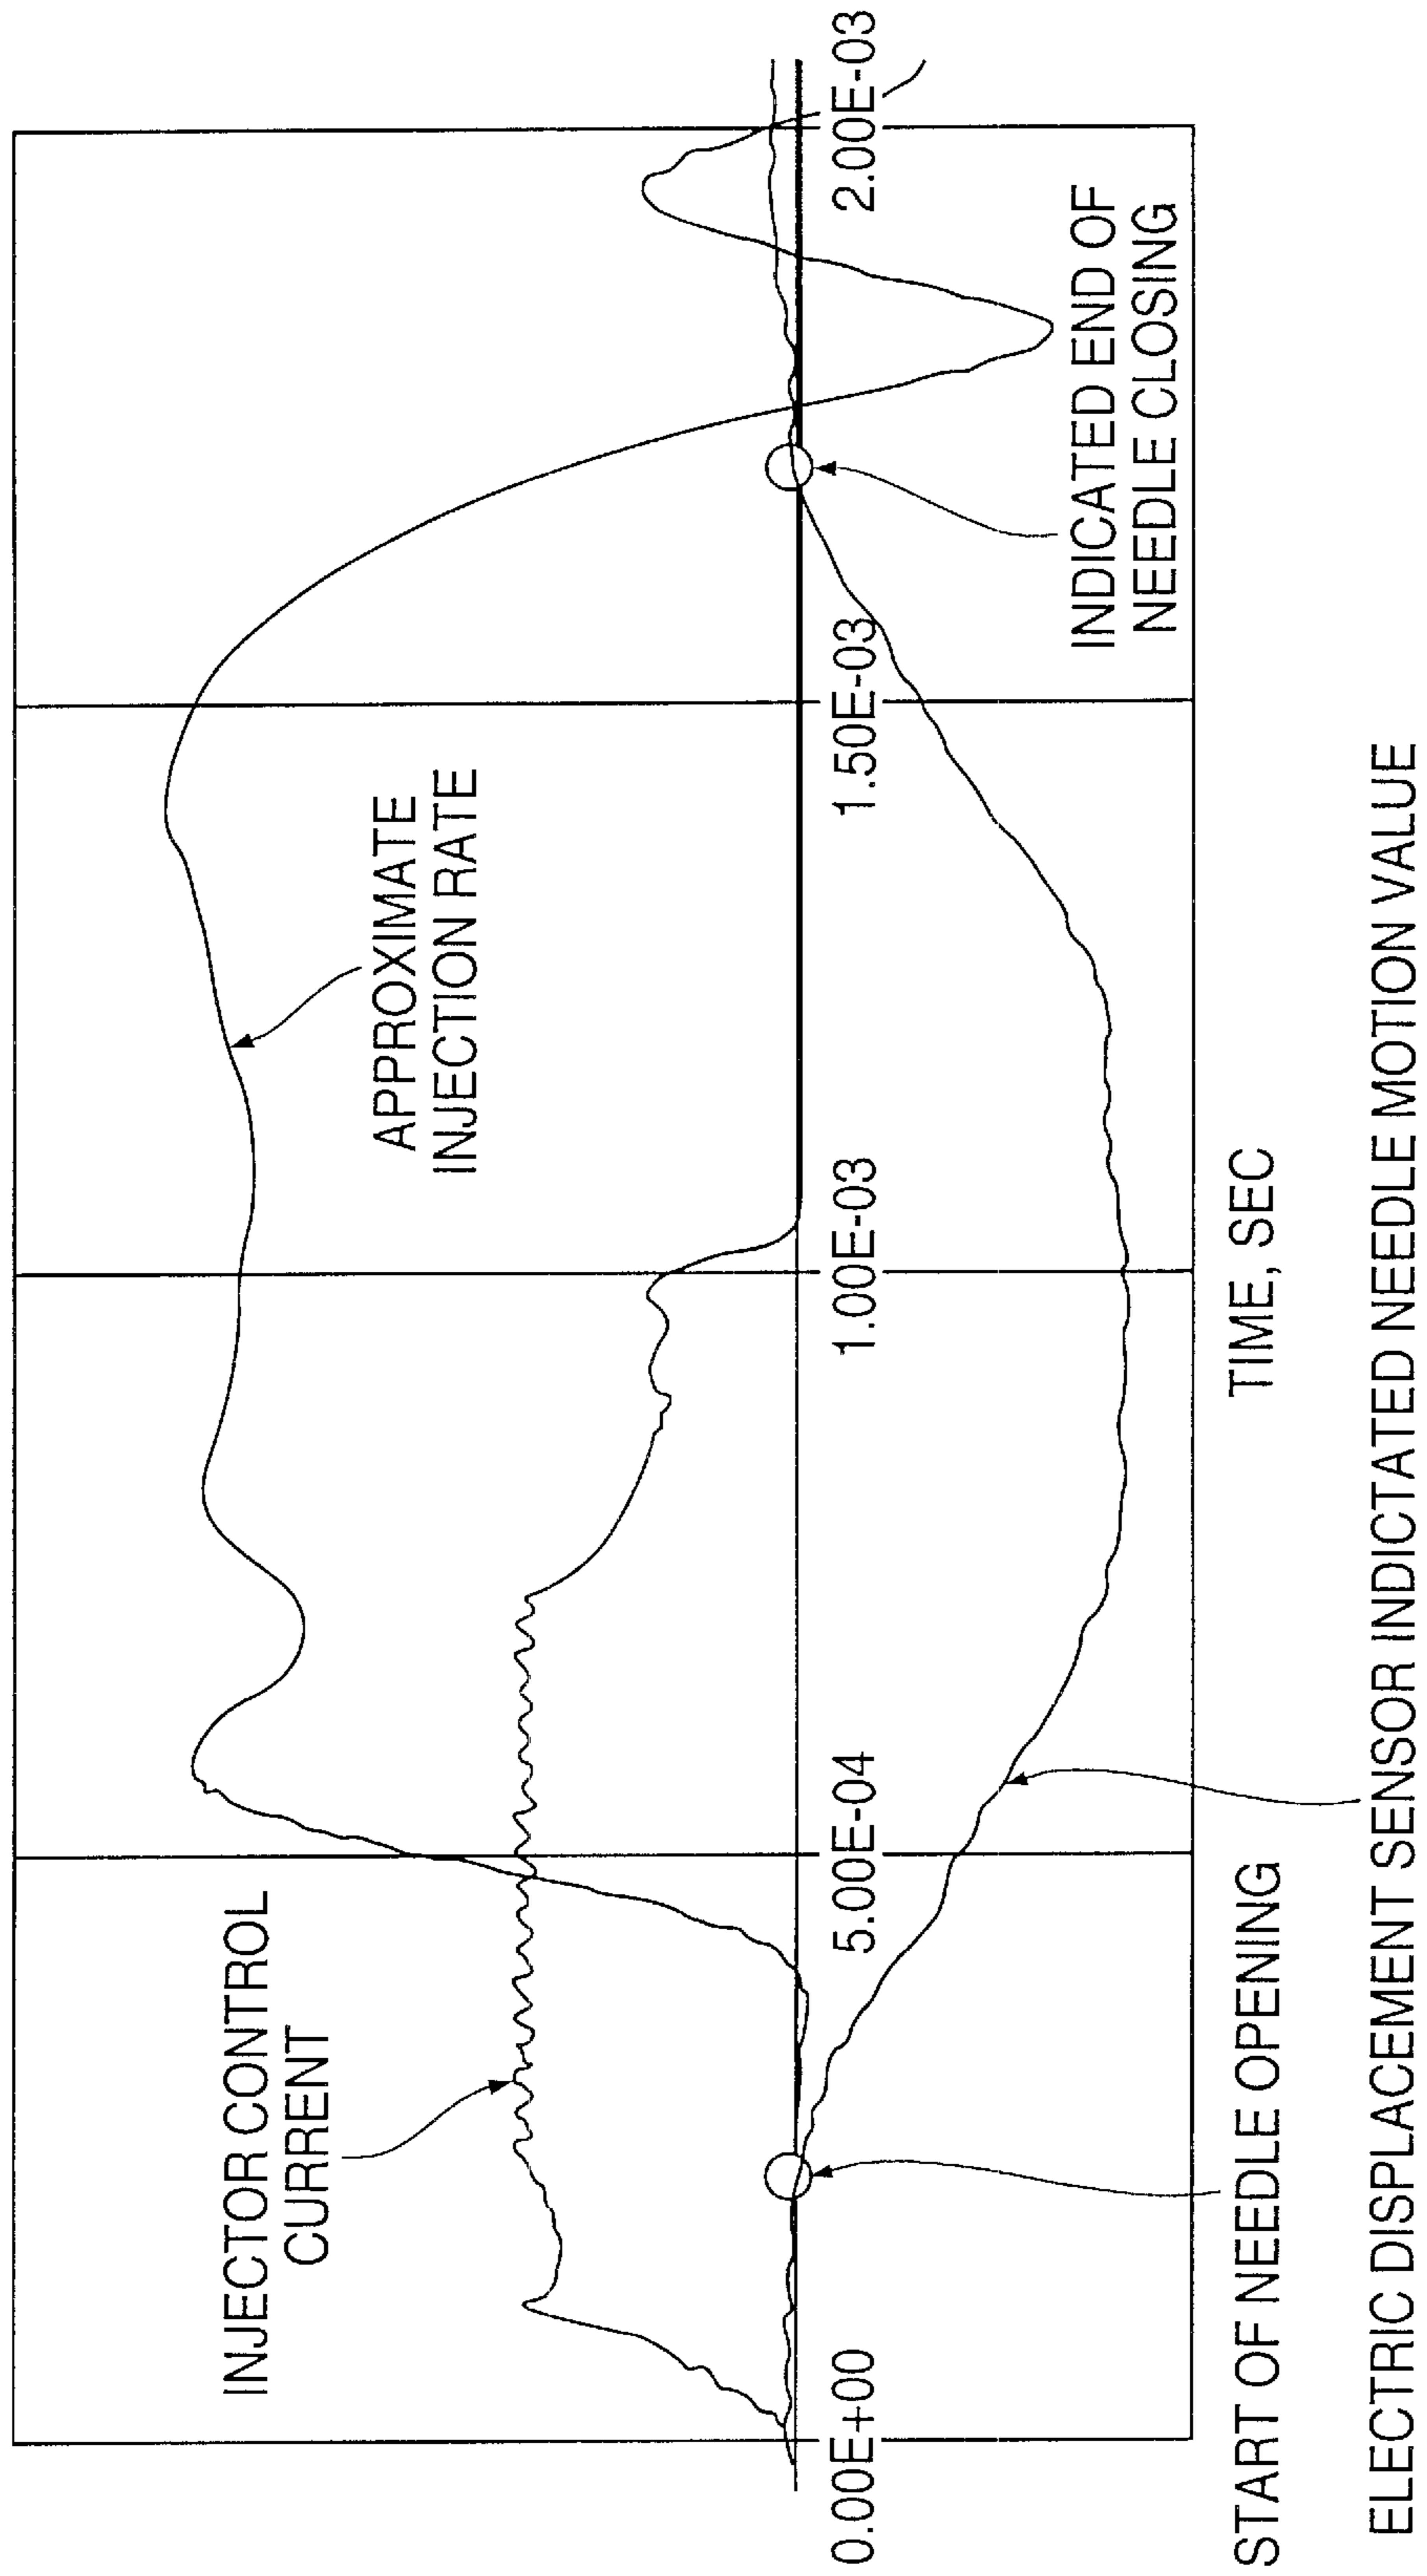 INJECTOR CONTROL
CURRENT
APPROXIMATE
INJECTION RATE
0.00E+00
5.00E-04
1.00E-03
1.50E-03
2.00E-03
INDICATED END OF
NEEDLE CLOSING
TIME, SEC
START OF NEEDLE OPENING
ELECTRIC DISPLACEMENT SENSOR INDICTATED NEEDLE MOTION VALUE